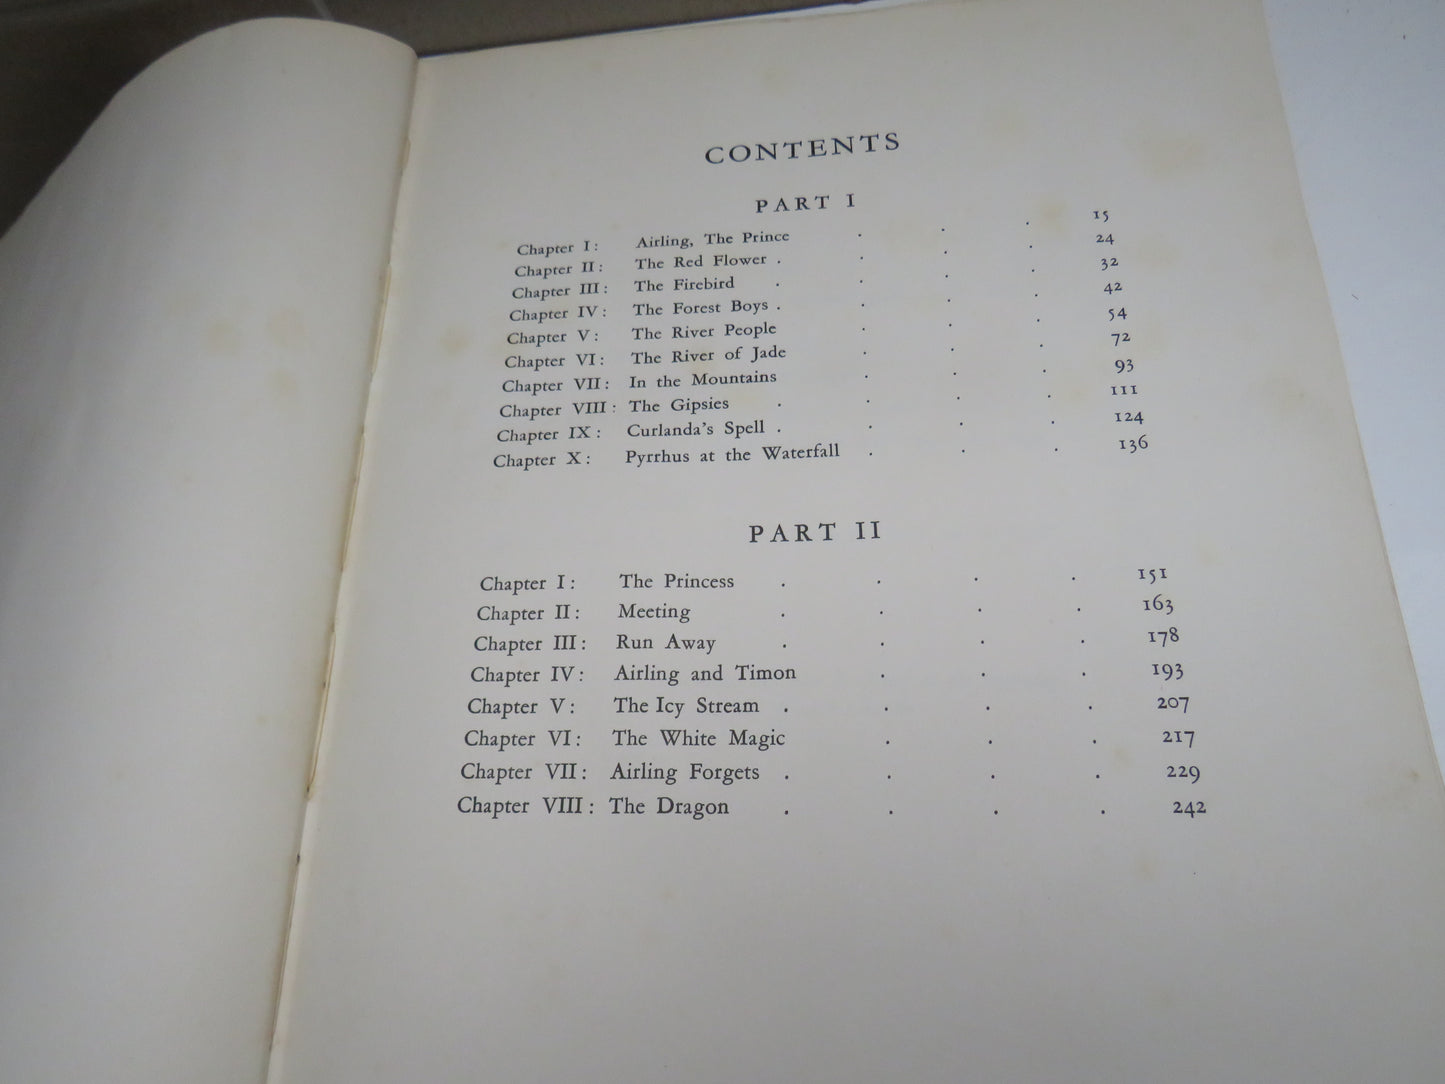 CONTENTS
PART I
Chapter I: Airling, The Prince . . . 15
Chapter II: The Red Flower . . . . 24
Chapter III: The Firebird . . . . 32
Chapter IV: The Forest Boys . . . . 42
Chapter V: The River People . . . 54
Chapter VI: The River of Jade . . . 72
Chapter VII: In the Mountains . . . 93
Chapter VIII: The Gipsies . . . . 111
Chapter IX: Curlanda's Spell . . . . 124
Chapter X: Pyrrhus at the Waterfall . . . 136
PART II
Chapter I: The Princess . . . . 151
Chapter II: Meeting . . . . 163
Chapter III: Run Away . . . . 178
Chapter IV: Airling and Timon . . . 193
Chapter V: The Icy Stream . . . . 207
Chapter VI: The White Magic . . . 217
Chapter VII: Airling Forgets . . . . 229
Chapter VIII: The Dragon . . . . 242